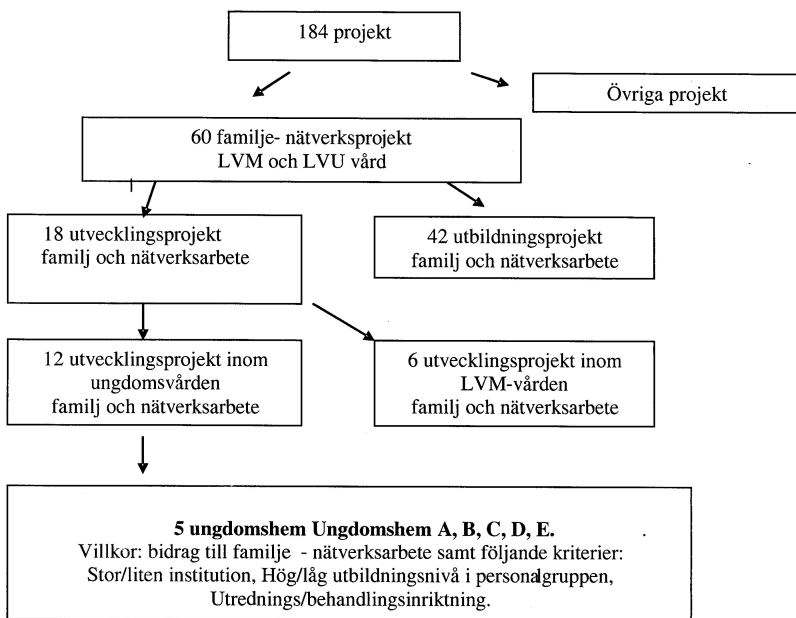 184 projekt
Övriga projekt
60 familje- nätverksprojekt
LVM och LVU vård
18 utvecklingsprojekt
familj och nätverksarbete
42 utbildningsprojekt
familj och nätverksarbete
12 utvecklingsprojekt inom
ungdomsvården
familj och nätverksarbete
6 utvecklingsprojekt inom
LVM-vården
familj och nätverksarbete
5 ungdomshem Ungdomshem A, B, C, D, E.
Villkor: bidrag till familje - nätverksarbete samt följande kriterier:
Stor/liten institution, Hög/låg utbildningsnivå i personalgruppen,
Utrednings/behandlingsinriktning.